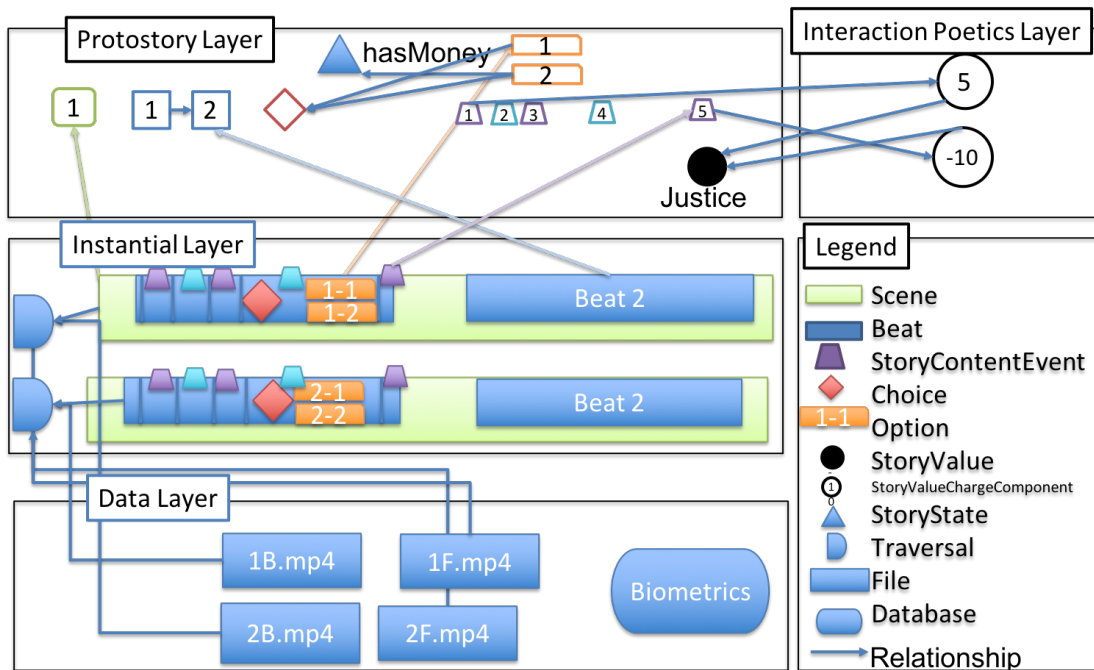 Protostory Layer
hasMoney
1
2
Interaction Poetics Layer
5
-10
1
1
2
1
2
3
4
5
Justice
Instantial Layer
1-1
1-2
Beat 2
2-1
2-2
Beat 2
Data Layer
1B.mp4
1F.mp4
2B.mp4
2F.mp4
Biometrics
Legend
Scene
Beat
StoryContentEvent
Choice
1-1
Option
StoryValue
1
0
StoryValueChargeComponent
StoryState
Traversal
File
Database
Relationship